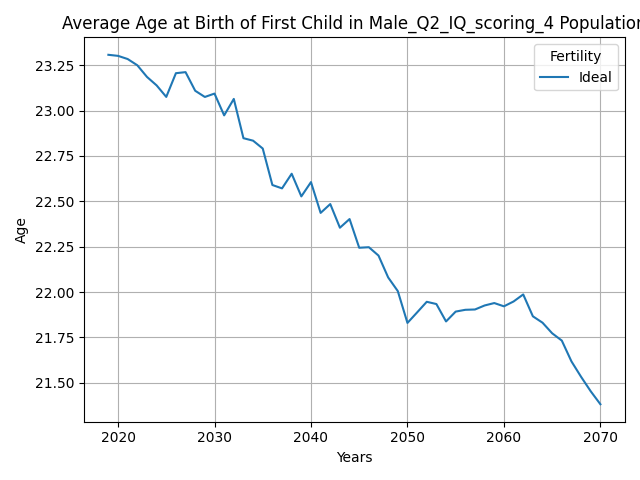 Average Age at Birth of First Child in Male_Q2_IQ_scoring_4 Population
Fertility
Ideal
Age
23.25
23.00
22.75
22.50
22.25
22.00
21.75
21.50
2020 2030 2040 2050 2060 2070
Years